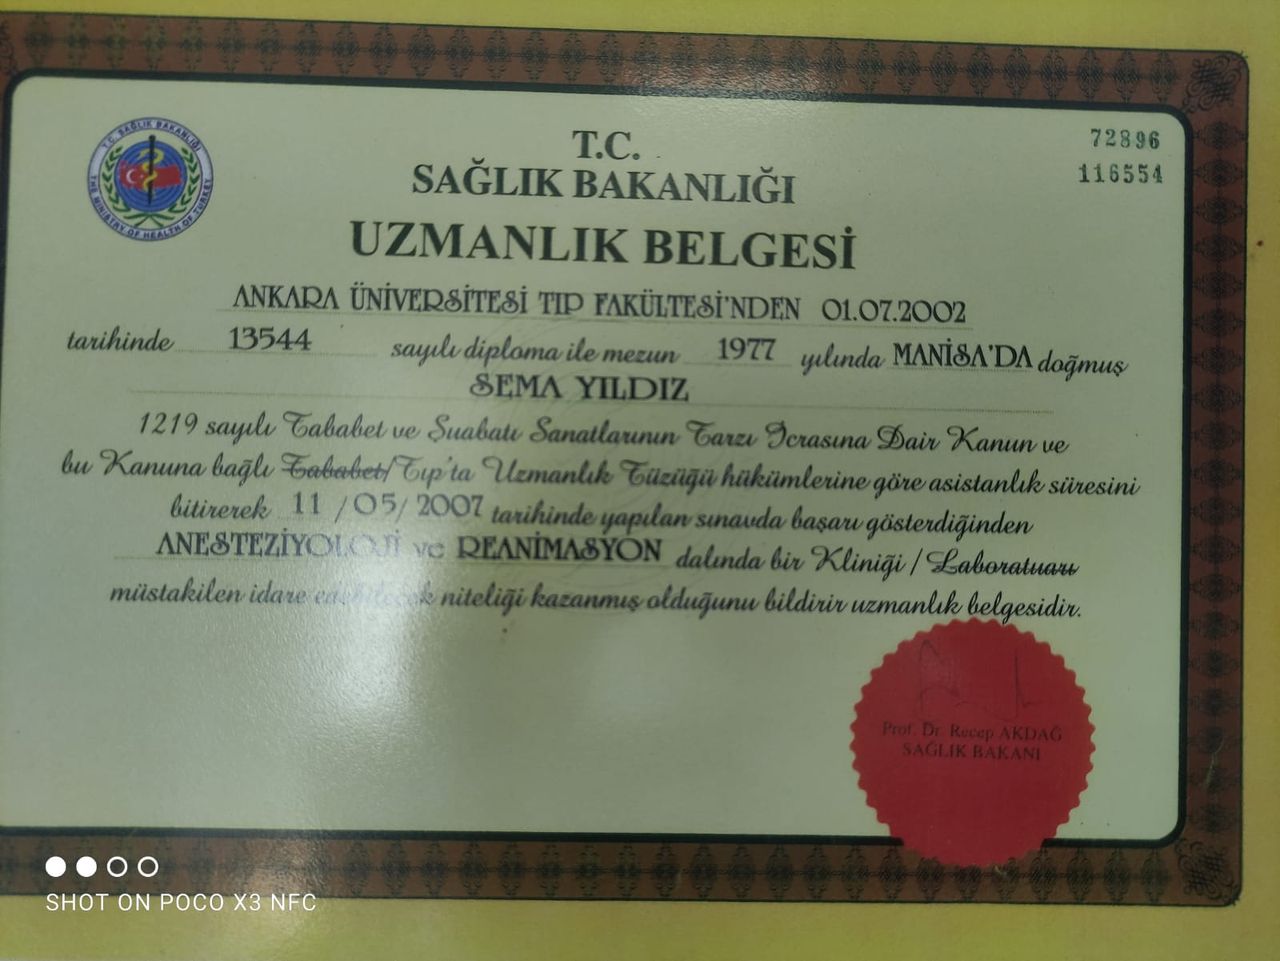 T.C. SAĞLIK BAKANLIĞI
THE MINISTRY OF HEALTH OF TURKEY
72896
116554
T.C.
SAĞLIK BAKANLIĞI
UZMANLIK BELGESİ
ANKARA ÜNİVERSİTESİ TIP FAKÜLTESİ'NDEN 01.07.2002
tarihinde 13544 sayılı diploma ile mezun 1977 yılında MANİSA'DA doğmuş
SEMA YILDIZ
1219 sayılı Tababet ve Şuabatı Sanatlarının Tarzı İcrasına Dair Kanun ve
bu Kanuna bağlı Tababet/Tıp'ta Uzmanlık Tüzüğü hükümlerine göre asistanlık süresini
bitirerek 11 / 05 / 2007 tarihinde yapılan sınavda başarı gösterdiğinden
ANESTEZİYOLOJİ ve REANİMASYON dalında bir Kliniği / Laboratuarı
müstakilen idare edebilecek niteliği kazanmış olduğunu bildirir uzmanlık belgesidir.
Prof. Dr. Recep AKDAĞ
SAĞLIK BAKANI
SHOT ON POCO X3 NFC